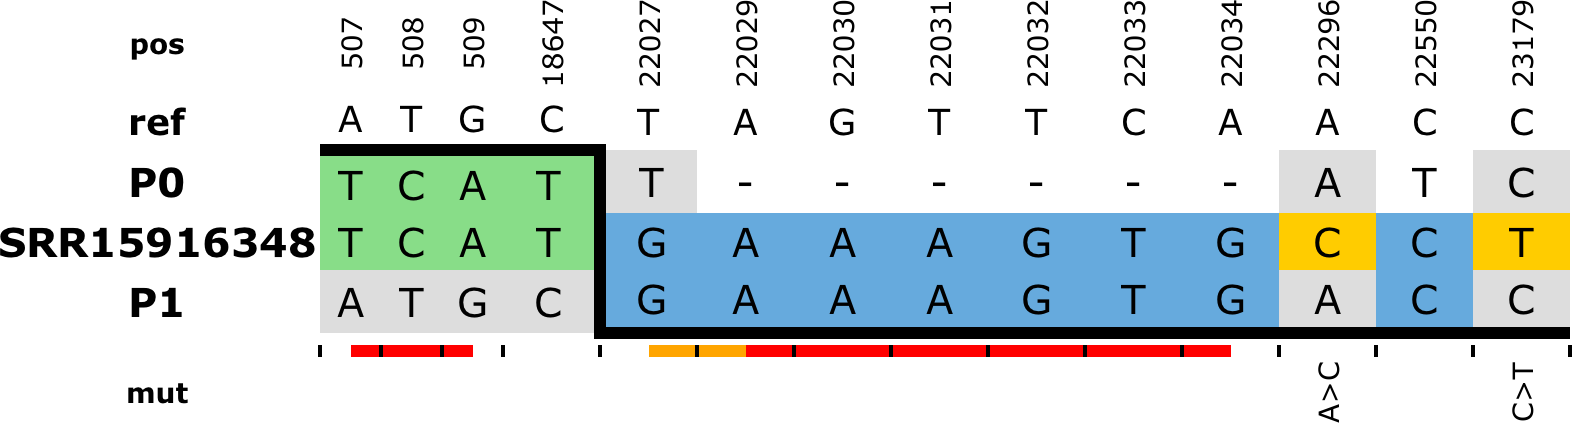 pos 507 508 509 18647 22027 22029 22030 22031 22032 22033 22034 22296 22550 23179
ref A T G C T A G T T C A A C C
P0 T C A T T - - - - - - A T C
SRR15916348 T C A T G A A A G T G C C T
P1 A T G C G A A A G T G A C C
mut A>C C>T